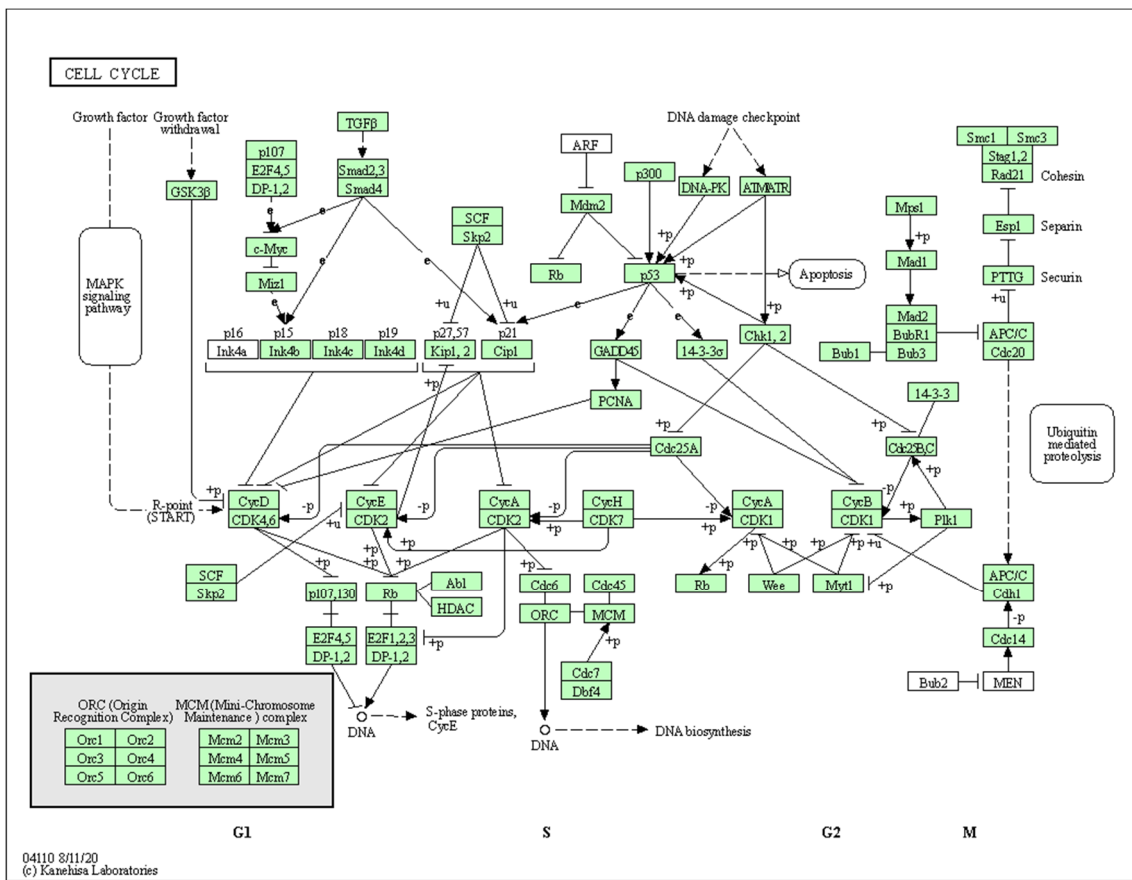 CELL CYCLE
Growth factor
Growth factor
withdrawal
TGFβ
DNA damage checkpoint
ARF
Smc1 Smc3
Stag1,2
Rad21
Cohesin
p107
E2F4,5
DP-1,2
Smad2,3
Smad4
GSK3β
p300
DNA-PK
ATM/ATR
Mdm2
Mps1
+p
SCF
Skp2
Esp1
Separin
e
e
c-Myc
Miz1
MAPK
signaling
pathway
Rb
p53
+p
+p
+p
Apoptosis
Mad1
PTTG
Securin
e
e
e
e
e
e
+u
+u
+p
+u
Mad2
BubR1
Bub3
Bub1
APC/C
Cdc20
p16
Ink4a
p15
Ink4b
p18
Ink4c
p19
Ink4d
p27,57
Kip1, 2
p21
Cip1
GADD45
14-3-3σ
Chk1, 2
+p
PCNA
14-3-3
Ubiquitin
mediated
proteolysis
+p
+p
Cdc25A
Cdc25B,C
+p
R-point
(START)
+p
CycD
CDK4,6
-p
CycE
CDK2
-p
CycA
CDK2
-p
+p
CycH
CDK7
-p
+p
CycA
CDK1
CycB
CDK1
-p
+p
Plk1
+u
+p
+p
+p
+p
+p
+p
+p
+p
+p
+u
+p
SCF
Skp2
p107,130
Rb
Abl
HDAC
Cdc6
ORC
Cdc45
MCM
Rb
Wee
Myt1
APC/C
Cdh1
-p
E2F4,5
DP-1,2
E2F1,2,3
DP-1,2
+p
+p
Cdc7
Dbf4
Cdc14
Bub2
MEN
DNA
S-phase proteins,
CycE
DNA
DNA biosynthesis
ORC (Origin
Recognition Complex)
MCM (Mini-Chromosome
Maintenance ) complex
Orc1 Orc2
Orc3 Orc4
Orc5 Orc6
Mcm2 Mcm3
Mcm4 Mcm5
Mcm6 Mcm7
G1
S
G2
M
04110 8/11/20
(c) Kanehisa Laboratories